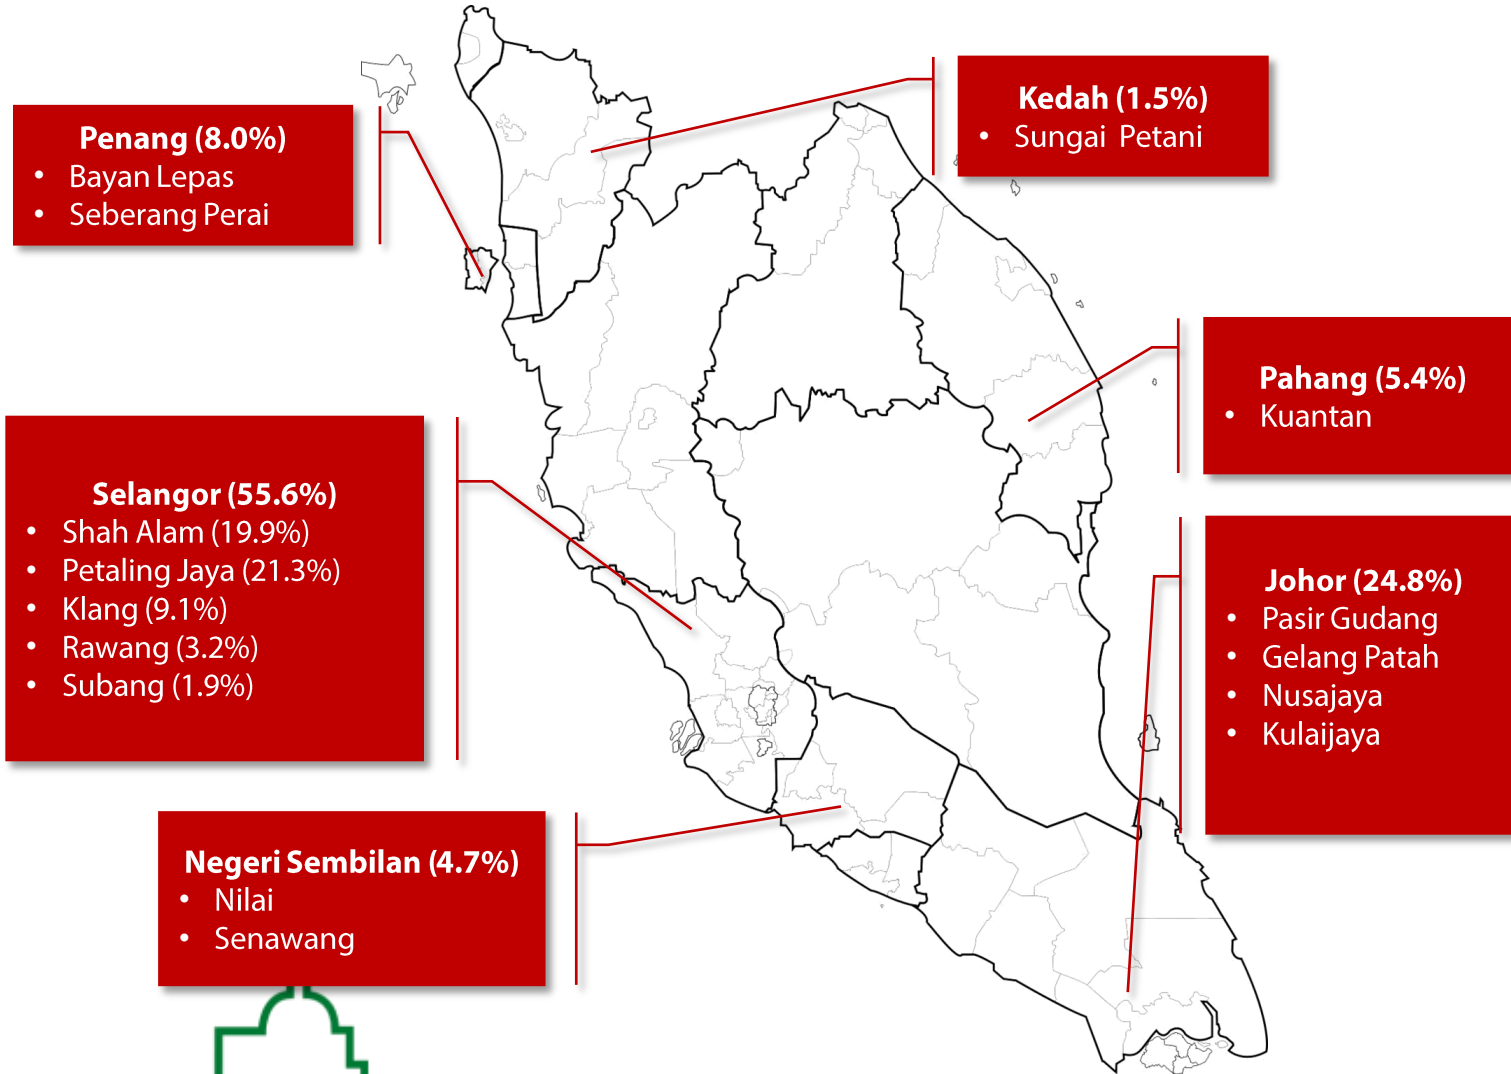 Penang (8.0%)
• Bayan Lepas
• Seberang Perai
Kedah (1.5%)
• Sungai Petani
Pahang (5.4%)
• Kuantan
Selangor (55.6%)
• Shah Alam (19.9%)
• Petaling Jaya (21.3%)
• Klang (9.1%)
• Rawang (3.2%)
• Subang (1.9%)
Johor (24.8%)
• Pasir Gudang
• Gelang Patah
• Nusajaya
• Kulaijaya
Negeri Sembilan (4.7%)
• Nilai
• Senawang